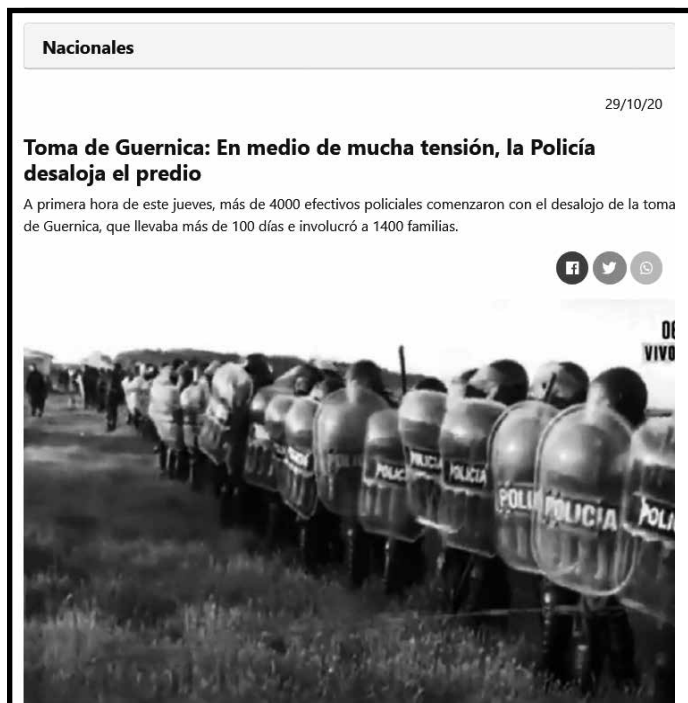 Nacionales
29/10/20
Toma de Guernica: En medio de mucha tensión, la Policía
desaloja el predio
A primera hora de este jueves, más de 4000 efectivos policiales comenzaron con el desalojo de la toma
de Guernica, que llevaba más de 100 días e involucró a 1400 familias.
VIVO
POLICIA
POLICIA
POLICIA